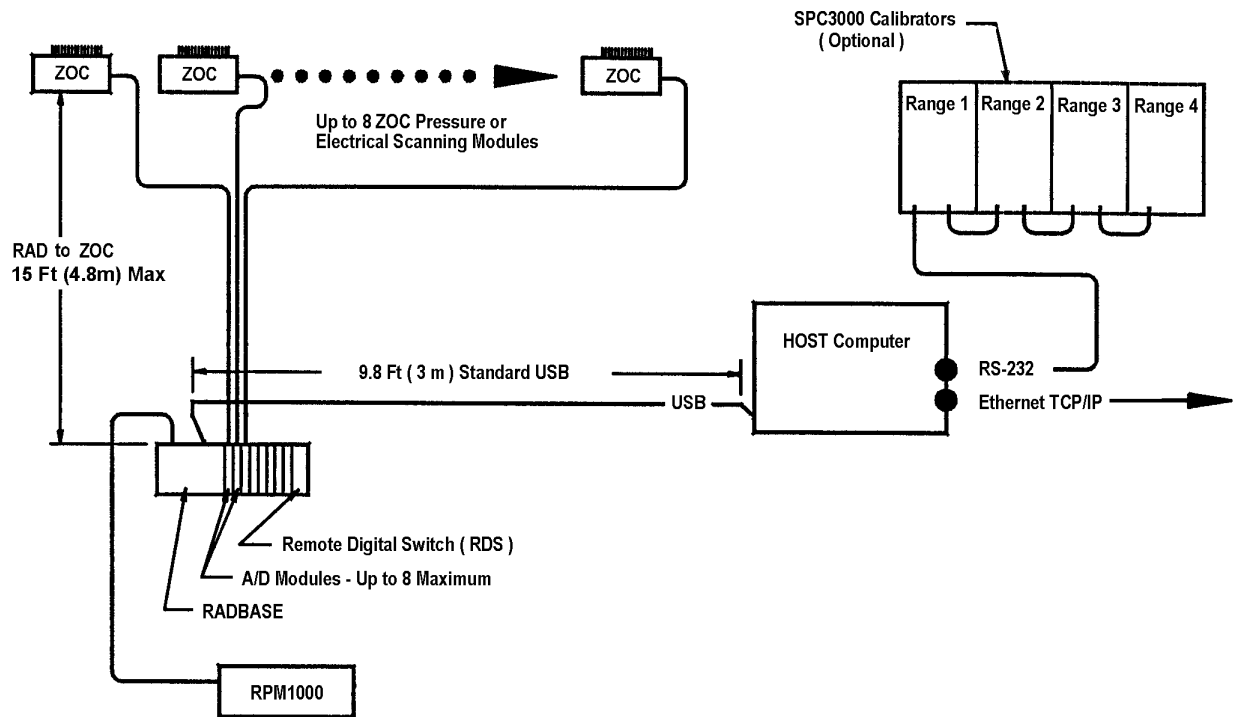 SPC3000 Calibrators
( Optional )
ZOC
ZOC
ZOC
Range 1
Range 2
Range 3
Range 4
Up to 8 ZOC Pressure or
Electrical Scanning Modules
RAD to ZOC
15 Ft (4.8m) Max
HOST Computer
9.8 Ft ( 3 m ) Standard USB
RS-232
USB
Ethernet TCP/IP
Remote Digital Switch ( RDS )
A/D Modules - Up to 8 Maximum
RADBASE
RPM1000